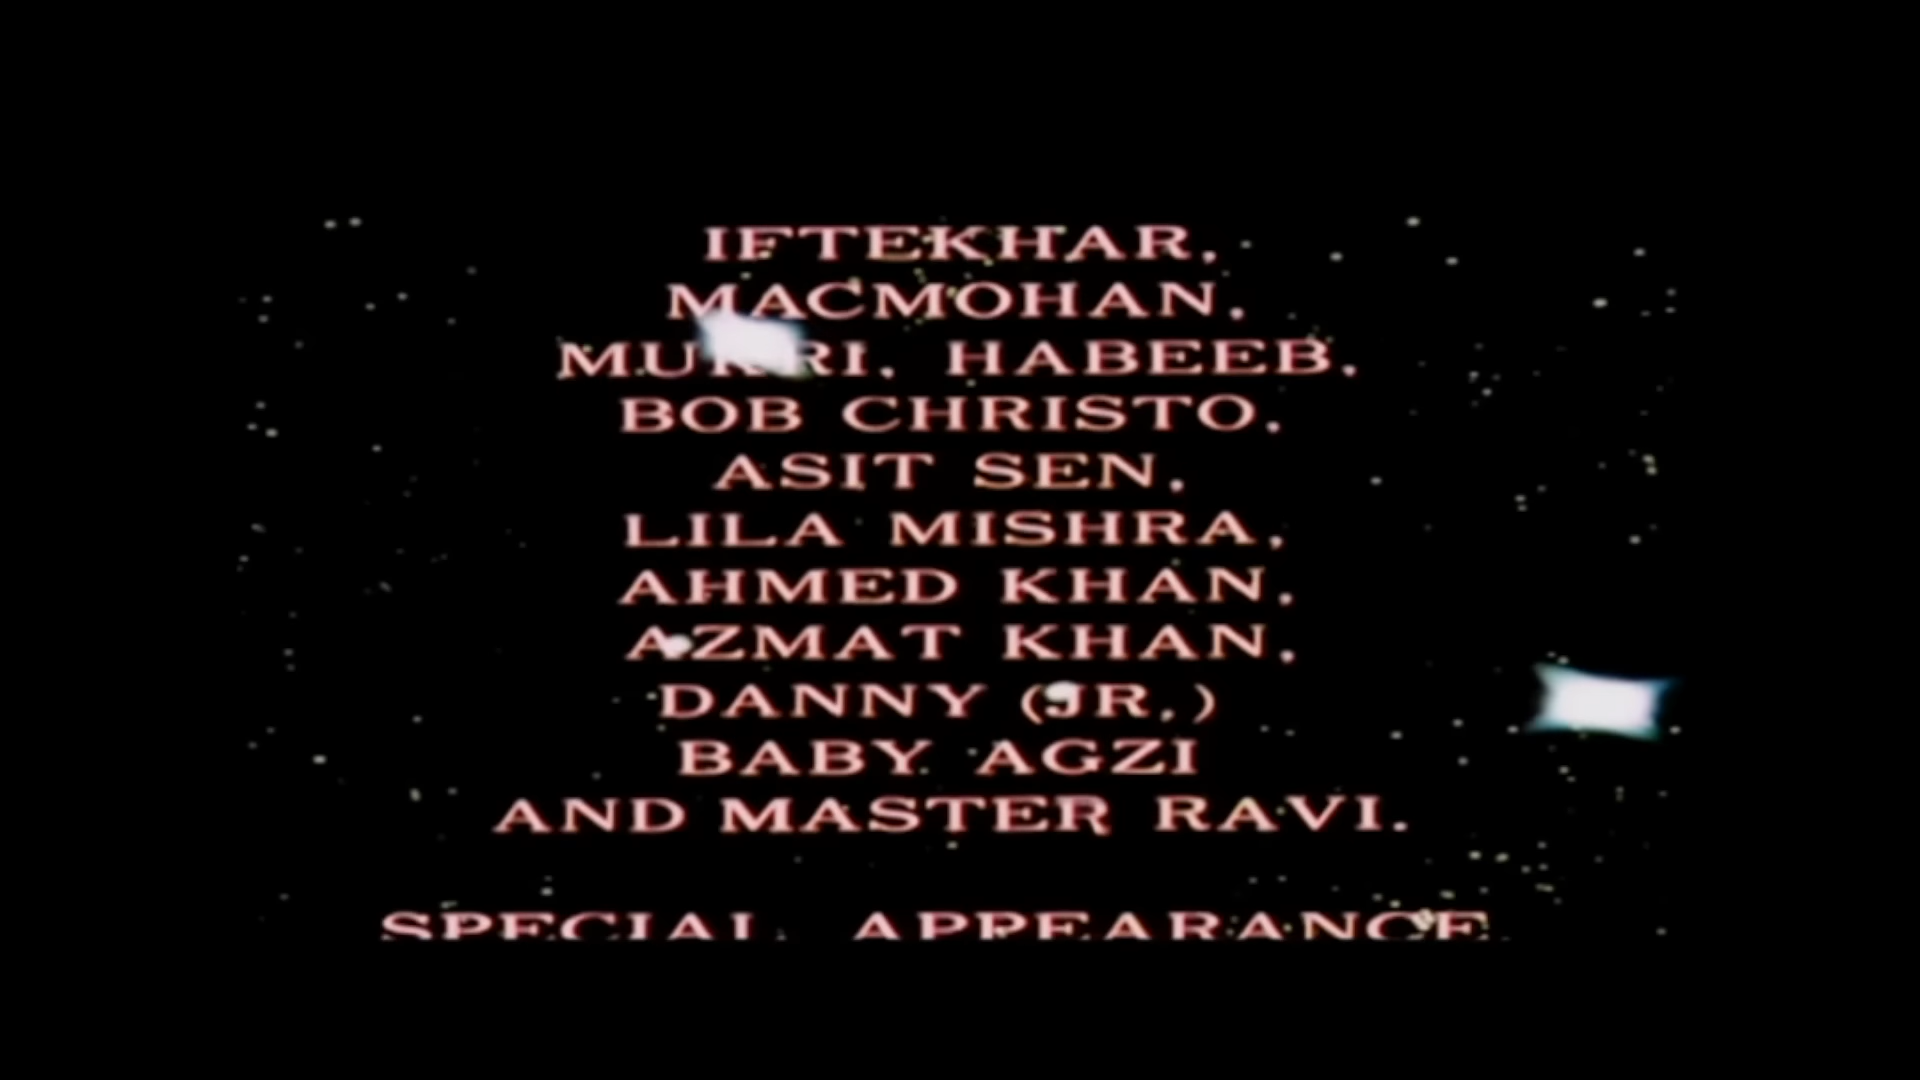 IFTEKHAR,
MACMOHAN,
MUKRI, HABEEB,
BOB CHRISTO,
ASIT SEN,
LILA MISHRA,
AHMED KHAN,
AZMAT KHAN,
DANNY (JR.)
BABY AGZI
AND MASTER RAVI.
SPECIAL APPEARANCE